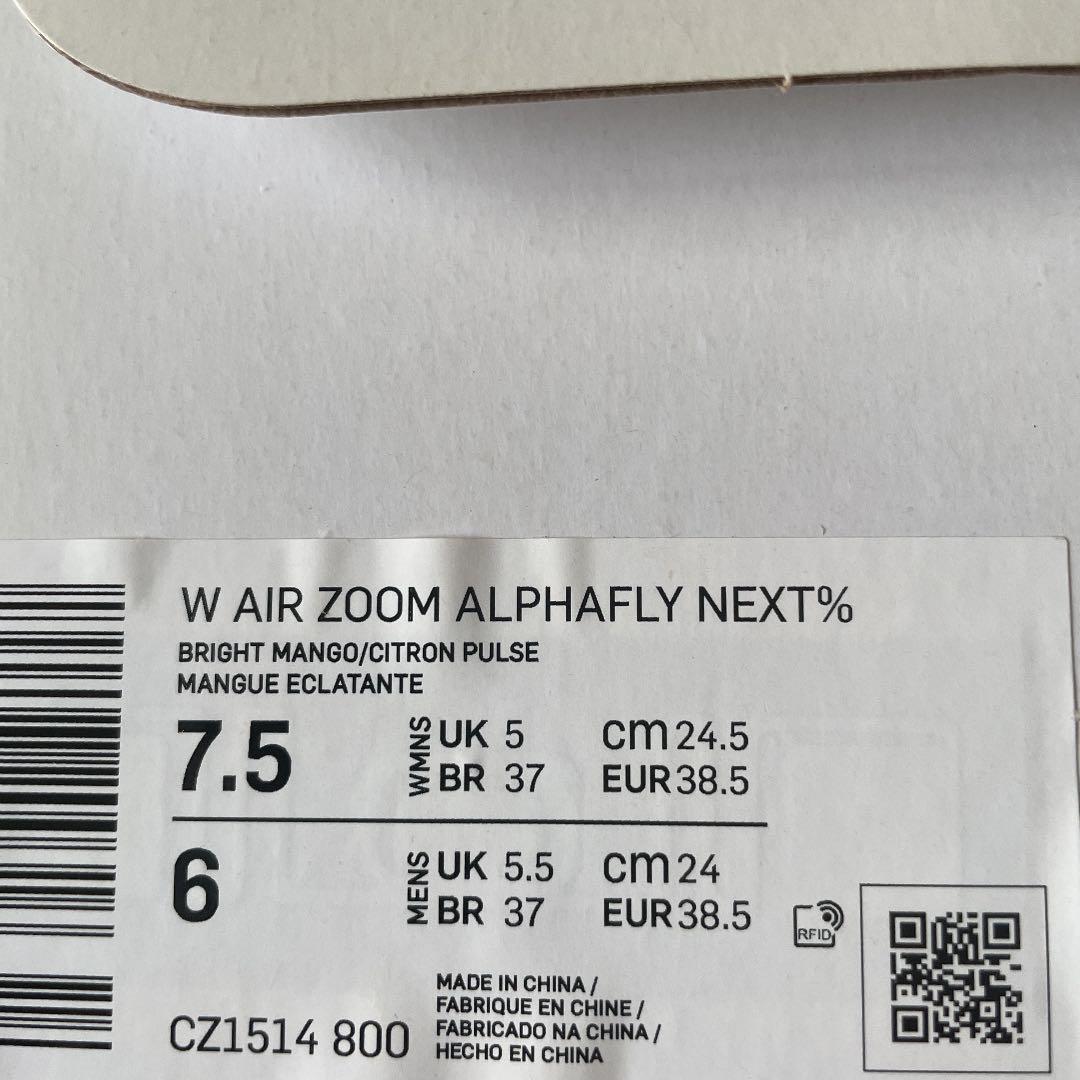 W AIR ZOOM ALPHAFLY NEXT%
BRIGHT MANGO/CITRON PULSE
MANGUE ECLATANTE
7.5 WMNS UK 5 CM 24.5
BR 37 EUR 38.5
6 MENS UK 5.5 CM 24
BR 37 EUR 38.5
RFID
CZ1514 800
MADE IN CHINA /
FABRIQUE EN CHINE /
FABRICADO NA CHINA /
HECHO EN CHINA